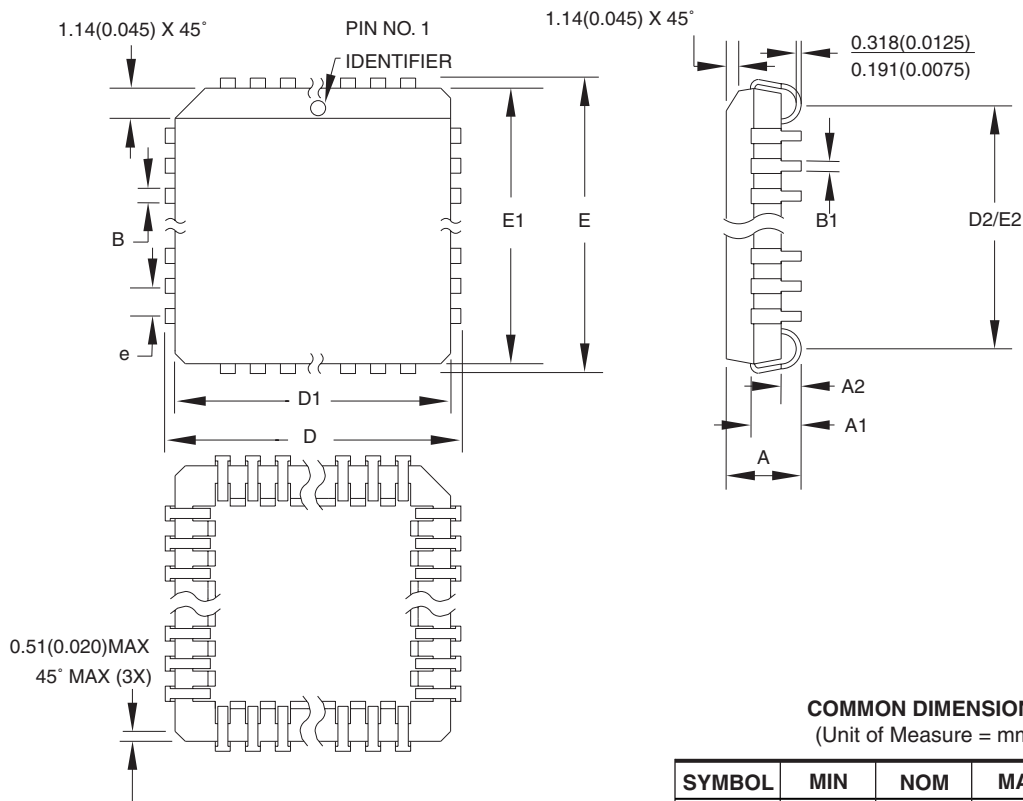 1.14(0.045) X 45˚
PIN NO. 1
IDENTIFIER
1.14(0.045) X 45˚
0.318(0.0125)
0.191(0.0075)
E1
E
B
e
B1
D2/E2
D1
D
A2
A1
A
0.51(0.020)MAX
45˚ MAX (3X)
COMMON DIMENSION
(Unit of Measure = mm
SYMBOL MIN NOM MA